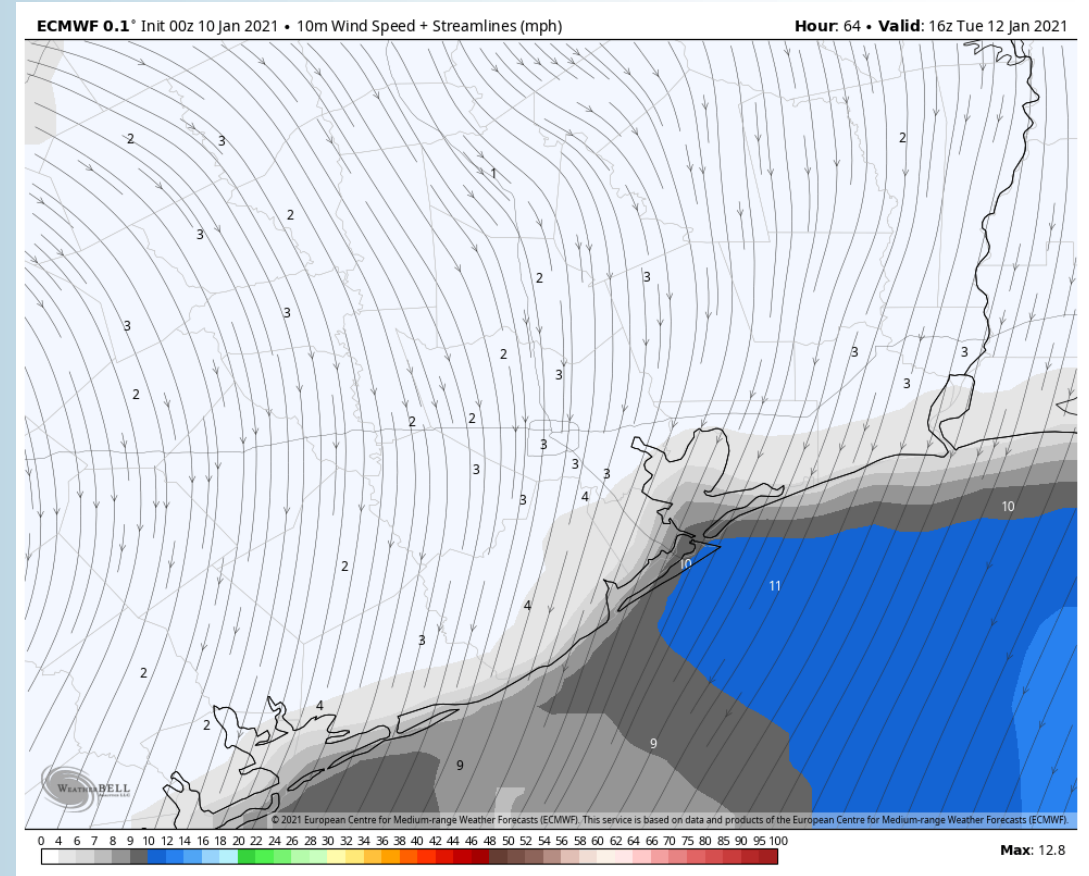 ECMWF 0.1° Init 00z 10 Jan 2021 • 10m Wind Speed + Streamlines (mph) Hour: 64 • Valid: 16z Tue 12 Jan 2021
2 3 2
1
2
3
2 3
3
3
2 3 3
2 3
2
2 2
3
3 3 3
3 4
10
10
2 11
4
3
2
4
2
9
9
WEATHERBELL
© 2021 European Centre for Medium-range Weather Forecasts (ECMWF). This service is based on data and products of the European Centre for Medium-range Weather Forecasts (ECMWF).
0 4 6 7 8 9 10 12 14 16 18 20 22 24 26 28 30 32 34 36 38 40 42 44 46 48 50 52 54 56 58 60 62 64 66 70 75 80 85 90 95 100
Max: 12.8